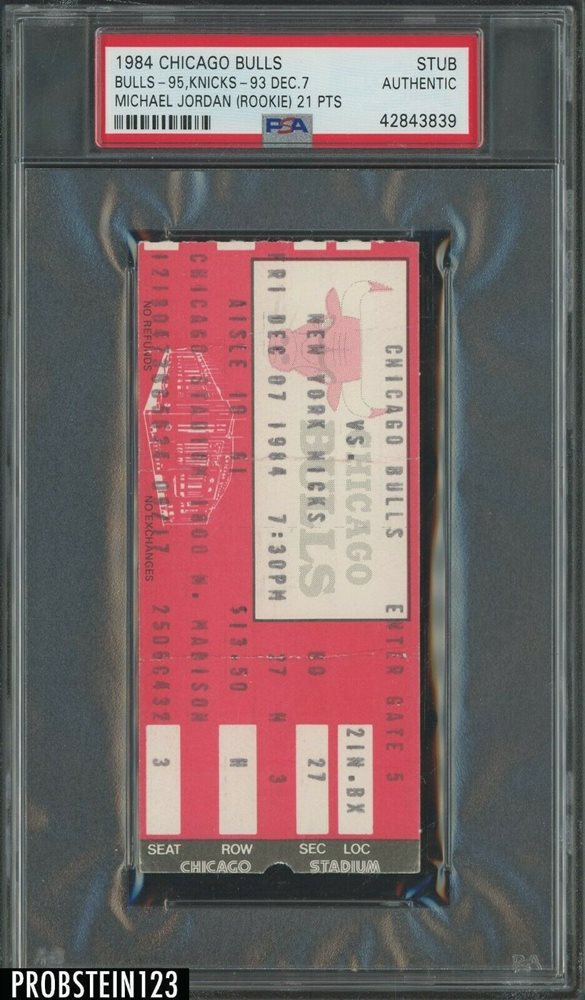 1984 CHICAGO BULLS STUB
BULLS-95,KNICKS-93 DEC.7 AUTHENTIC
MICHAEL JORDAN (ROOKIE) 21 PTS
PSA 42843839
CHICAGO BULLS ENTER GATE 5
VS.
NEW YORK KNICKS NO
FRI DEC 07 1984 7:30PM
CHICAGO
BULLS
AISLE $13.50
CHICAGO STADIUM 1800 W. MADISON
NO REFUNDS
NO EXCHANGES
2IN.BX
27
3
SEAT ROW SEC LOC
CHICAGO STADIUM
PROBSTEIN123